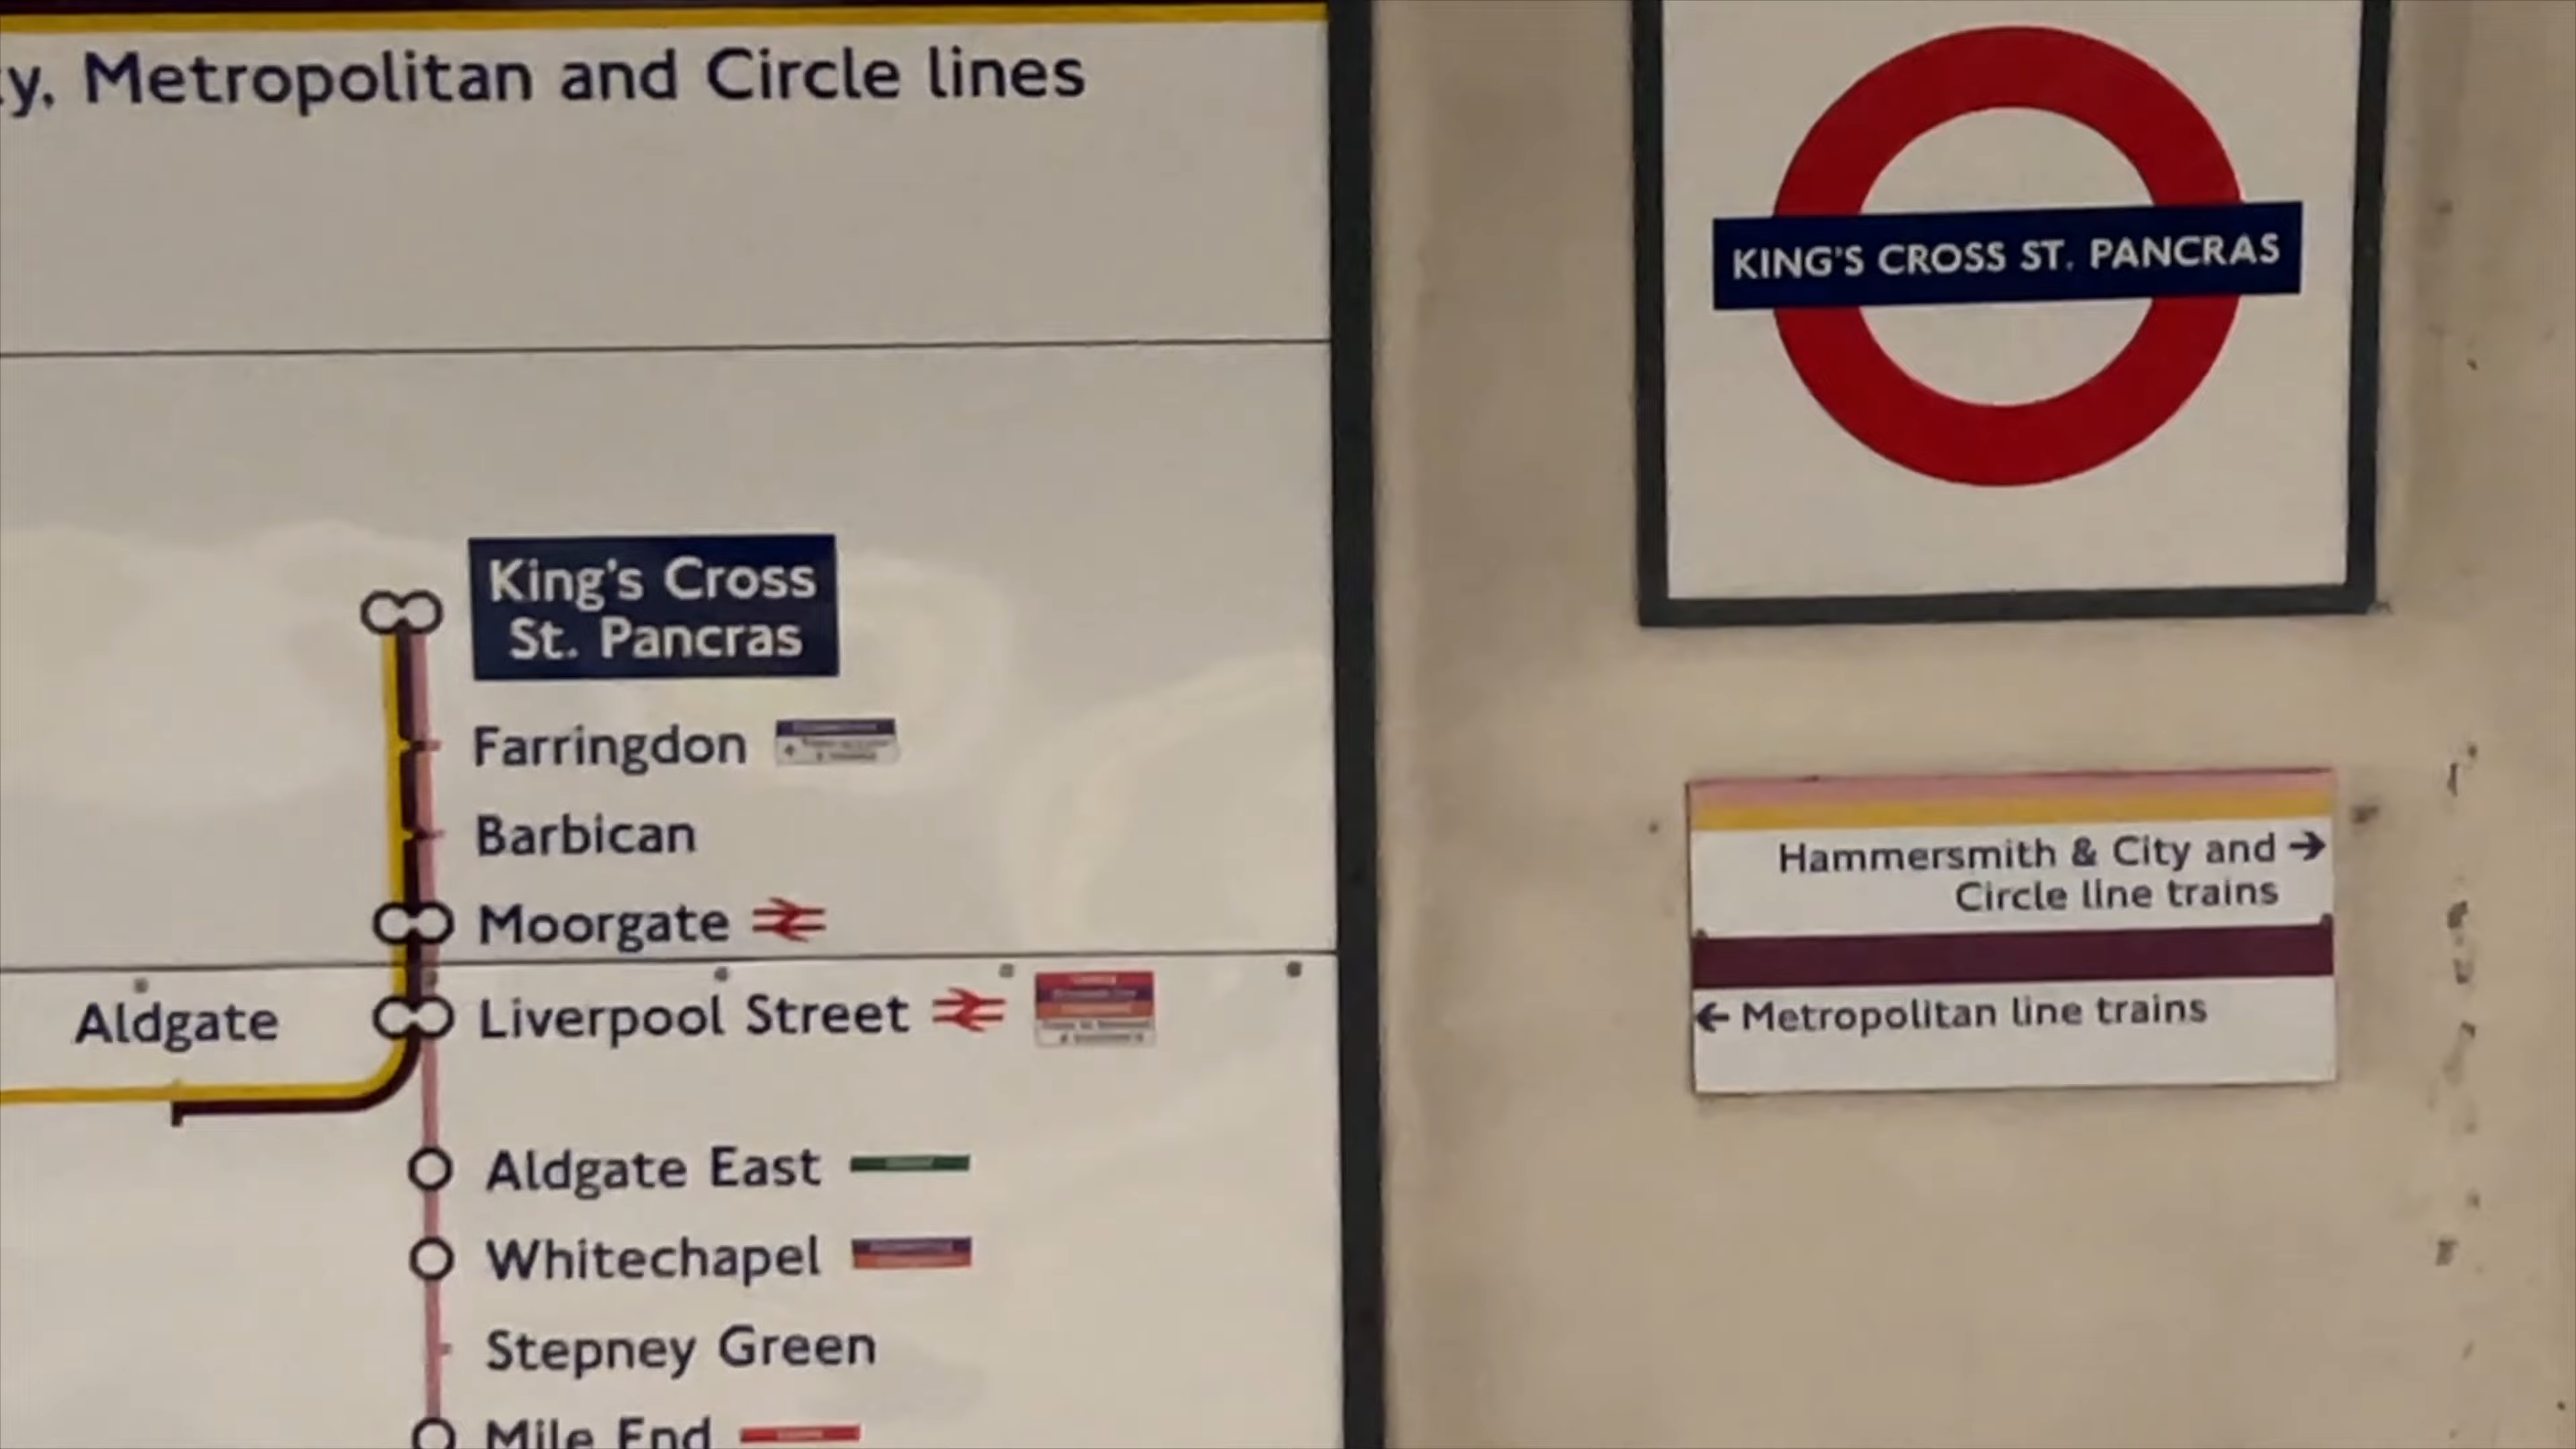 y, Metropolitan and Circle lines
King's Cross
St. Pancras
Farringdon
Barbican
Moorgate
Aldgate
Liverpool Street
Aldgate East
Whitechapel
Stepney Green
Mile End
KING'S CROSS ST. PANCRAS
Hammersmith & City and →
Circle line trains
← Metropolitan line trains